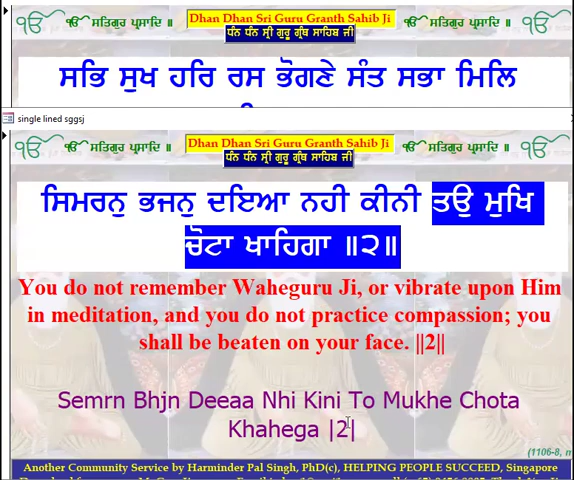 ੴ ੴ ਸਤਿਗੁਰ ਪ੍ਰਸਾਦਿ ॥ Dhan Dhan Sri Guru Granth Sahib Ji ੴ ਸਤਿਗੁਰ ਪ੍ਰਸਾਦਿ ॥ ੴ
ਧੰਨ ਧੰਨ ਸ੍ਰੀ ਗੁਰੂ ਗ੍ਰੰਥ ਸਾਹਿਬ ਜੀ
ਸਭਿ ਸੁਖ ਹਰਿ ਰਸ ਭੋਗਣੇ ਸੰਤ ਸਭਾ ਮਿਲਿ
single lined sggsj
ੴ ੴ ਸਤਿਗੁਰ ਪ੍ਰਸਾਦਿ ॥ Dhan Dhan Sri Guru Granth Sahib Ji ੴ ਸਤਿਗੁਰ ਪ੍ਰਸਾਦਿ ॥ ੴ
ਧੰਨ ਧੰਨ ਸ੍ਰੀ ਗੁਰੂ ਗ੍ਰੰਥ ਸਾਹਿਬ ਜੀ
ਸਿਮਰਨੁ ਭਜਨੁ ਦਇਆ ਨਹੀ ਕੀਨੀ ਤਉ ਮੁਖਿ
ਚੋਟਾ ਖਾਹਿਗਾ ॥੨॥
You do not remember Waheguru Ji, or vibrate upon Him
in meditation, and you do not practice compassion; you
shall be beaten on your face. ||2||
Semrn Bhjn Deeaa Nhi Kini To Mukhe Chota
Khahega |2|
(1106-8, m
Another Community Service by Harminder Pal Singh, PhD(c), HELPING PEOPLE SUCCEED, Singapore